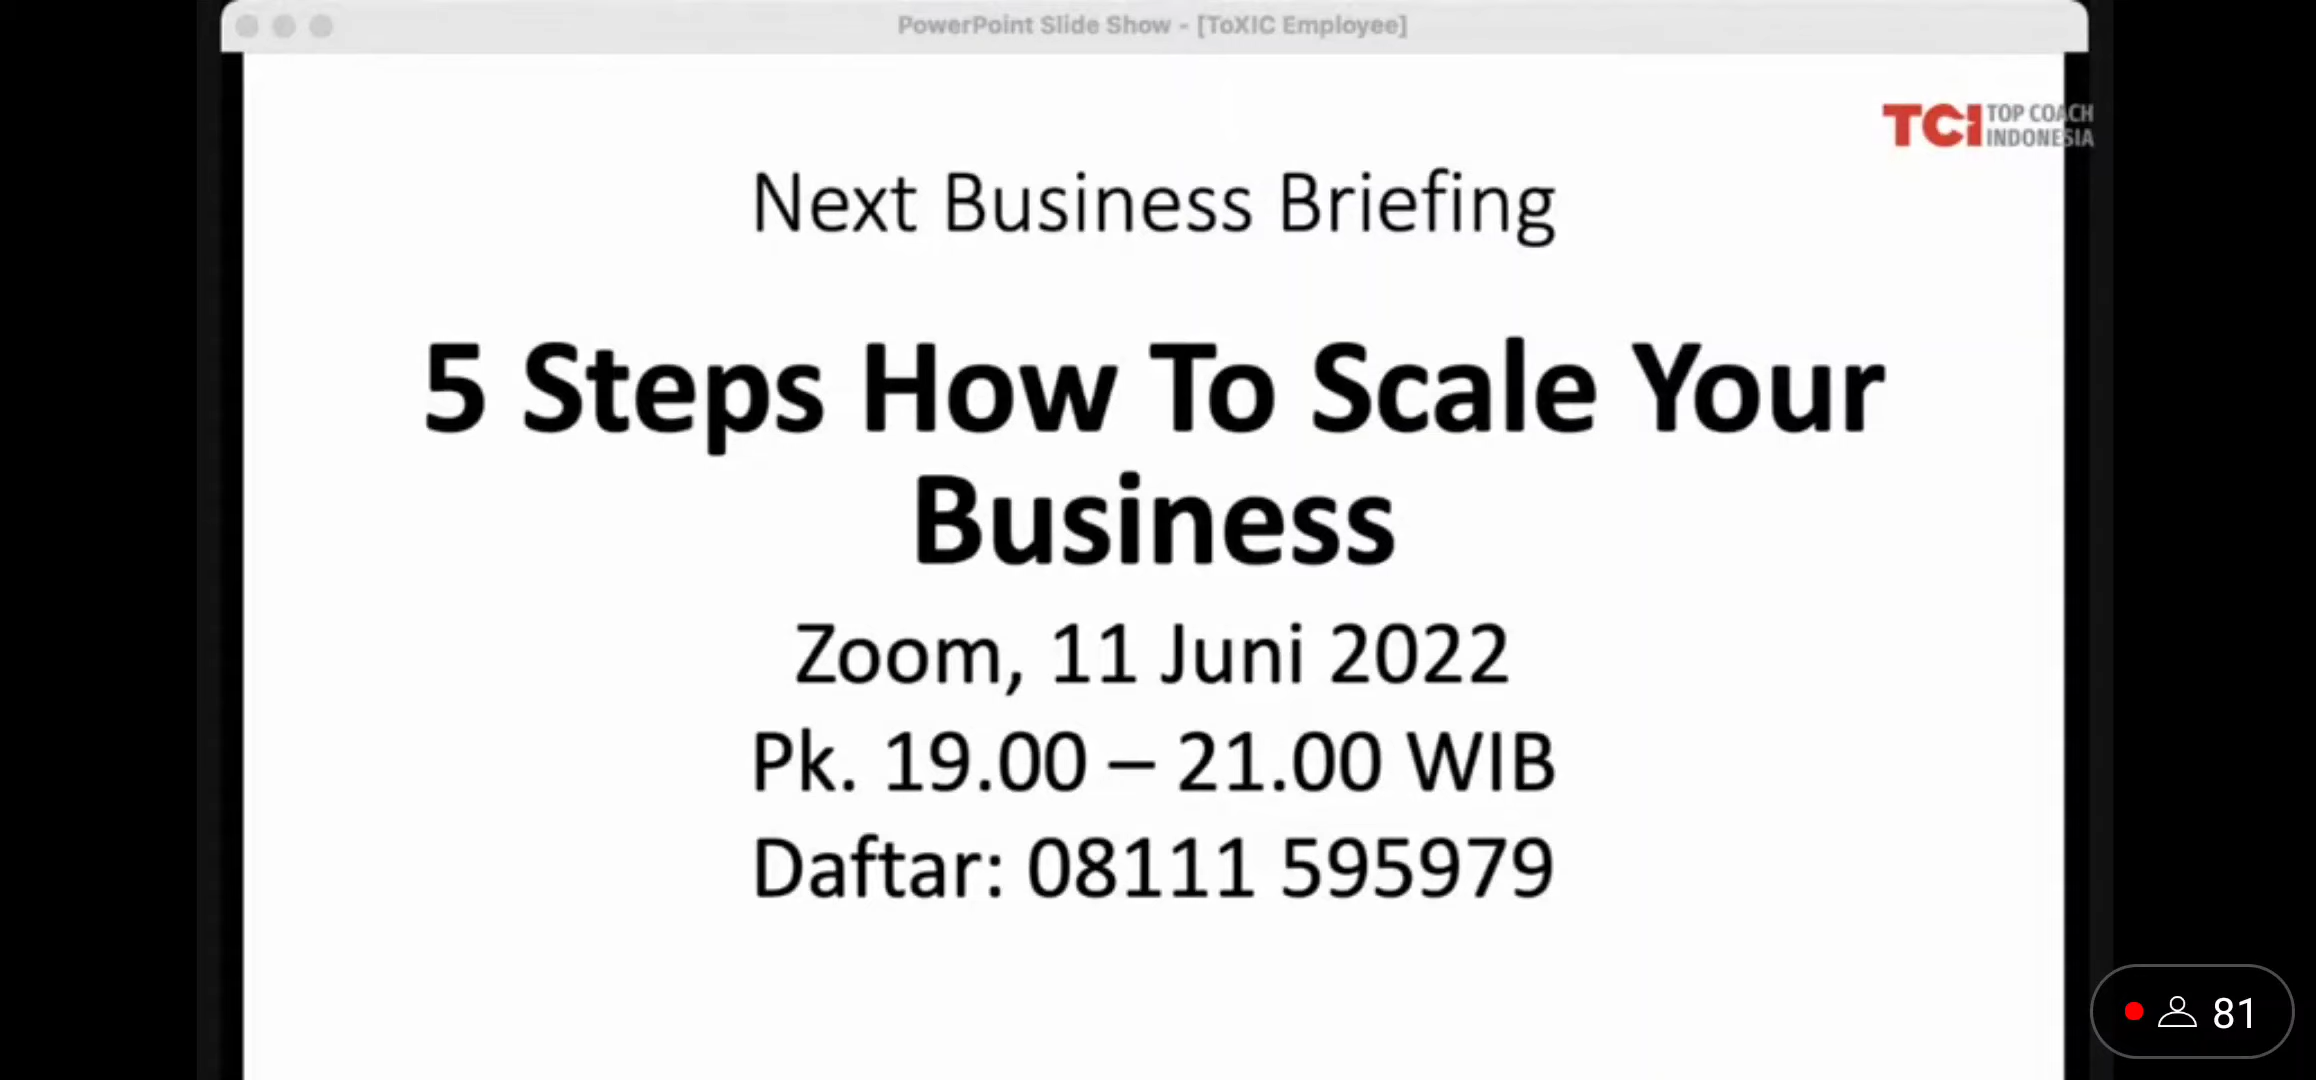 PowerPoint Slide Show - [ToXIC Employee]
TCI TOP COACH
INDONESIA
Next Business Briefing
5 Steps How To Scale Your
Business
Zoom, 11 Juni 2022
Pk. 19.00 – 21.00 WIB
Daftar: 08111 595979
81